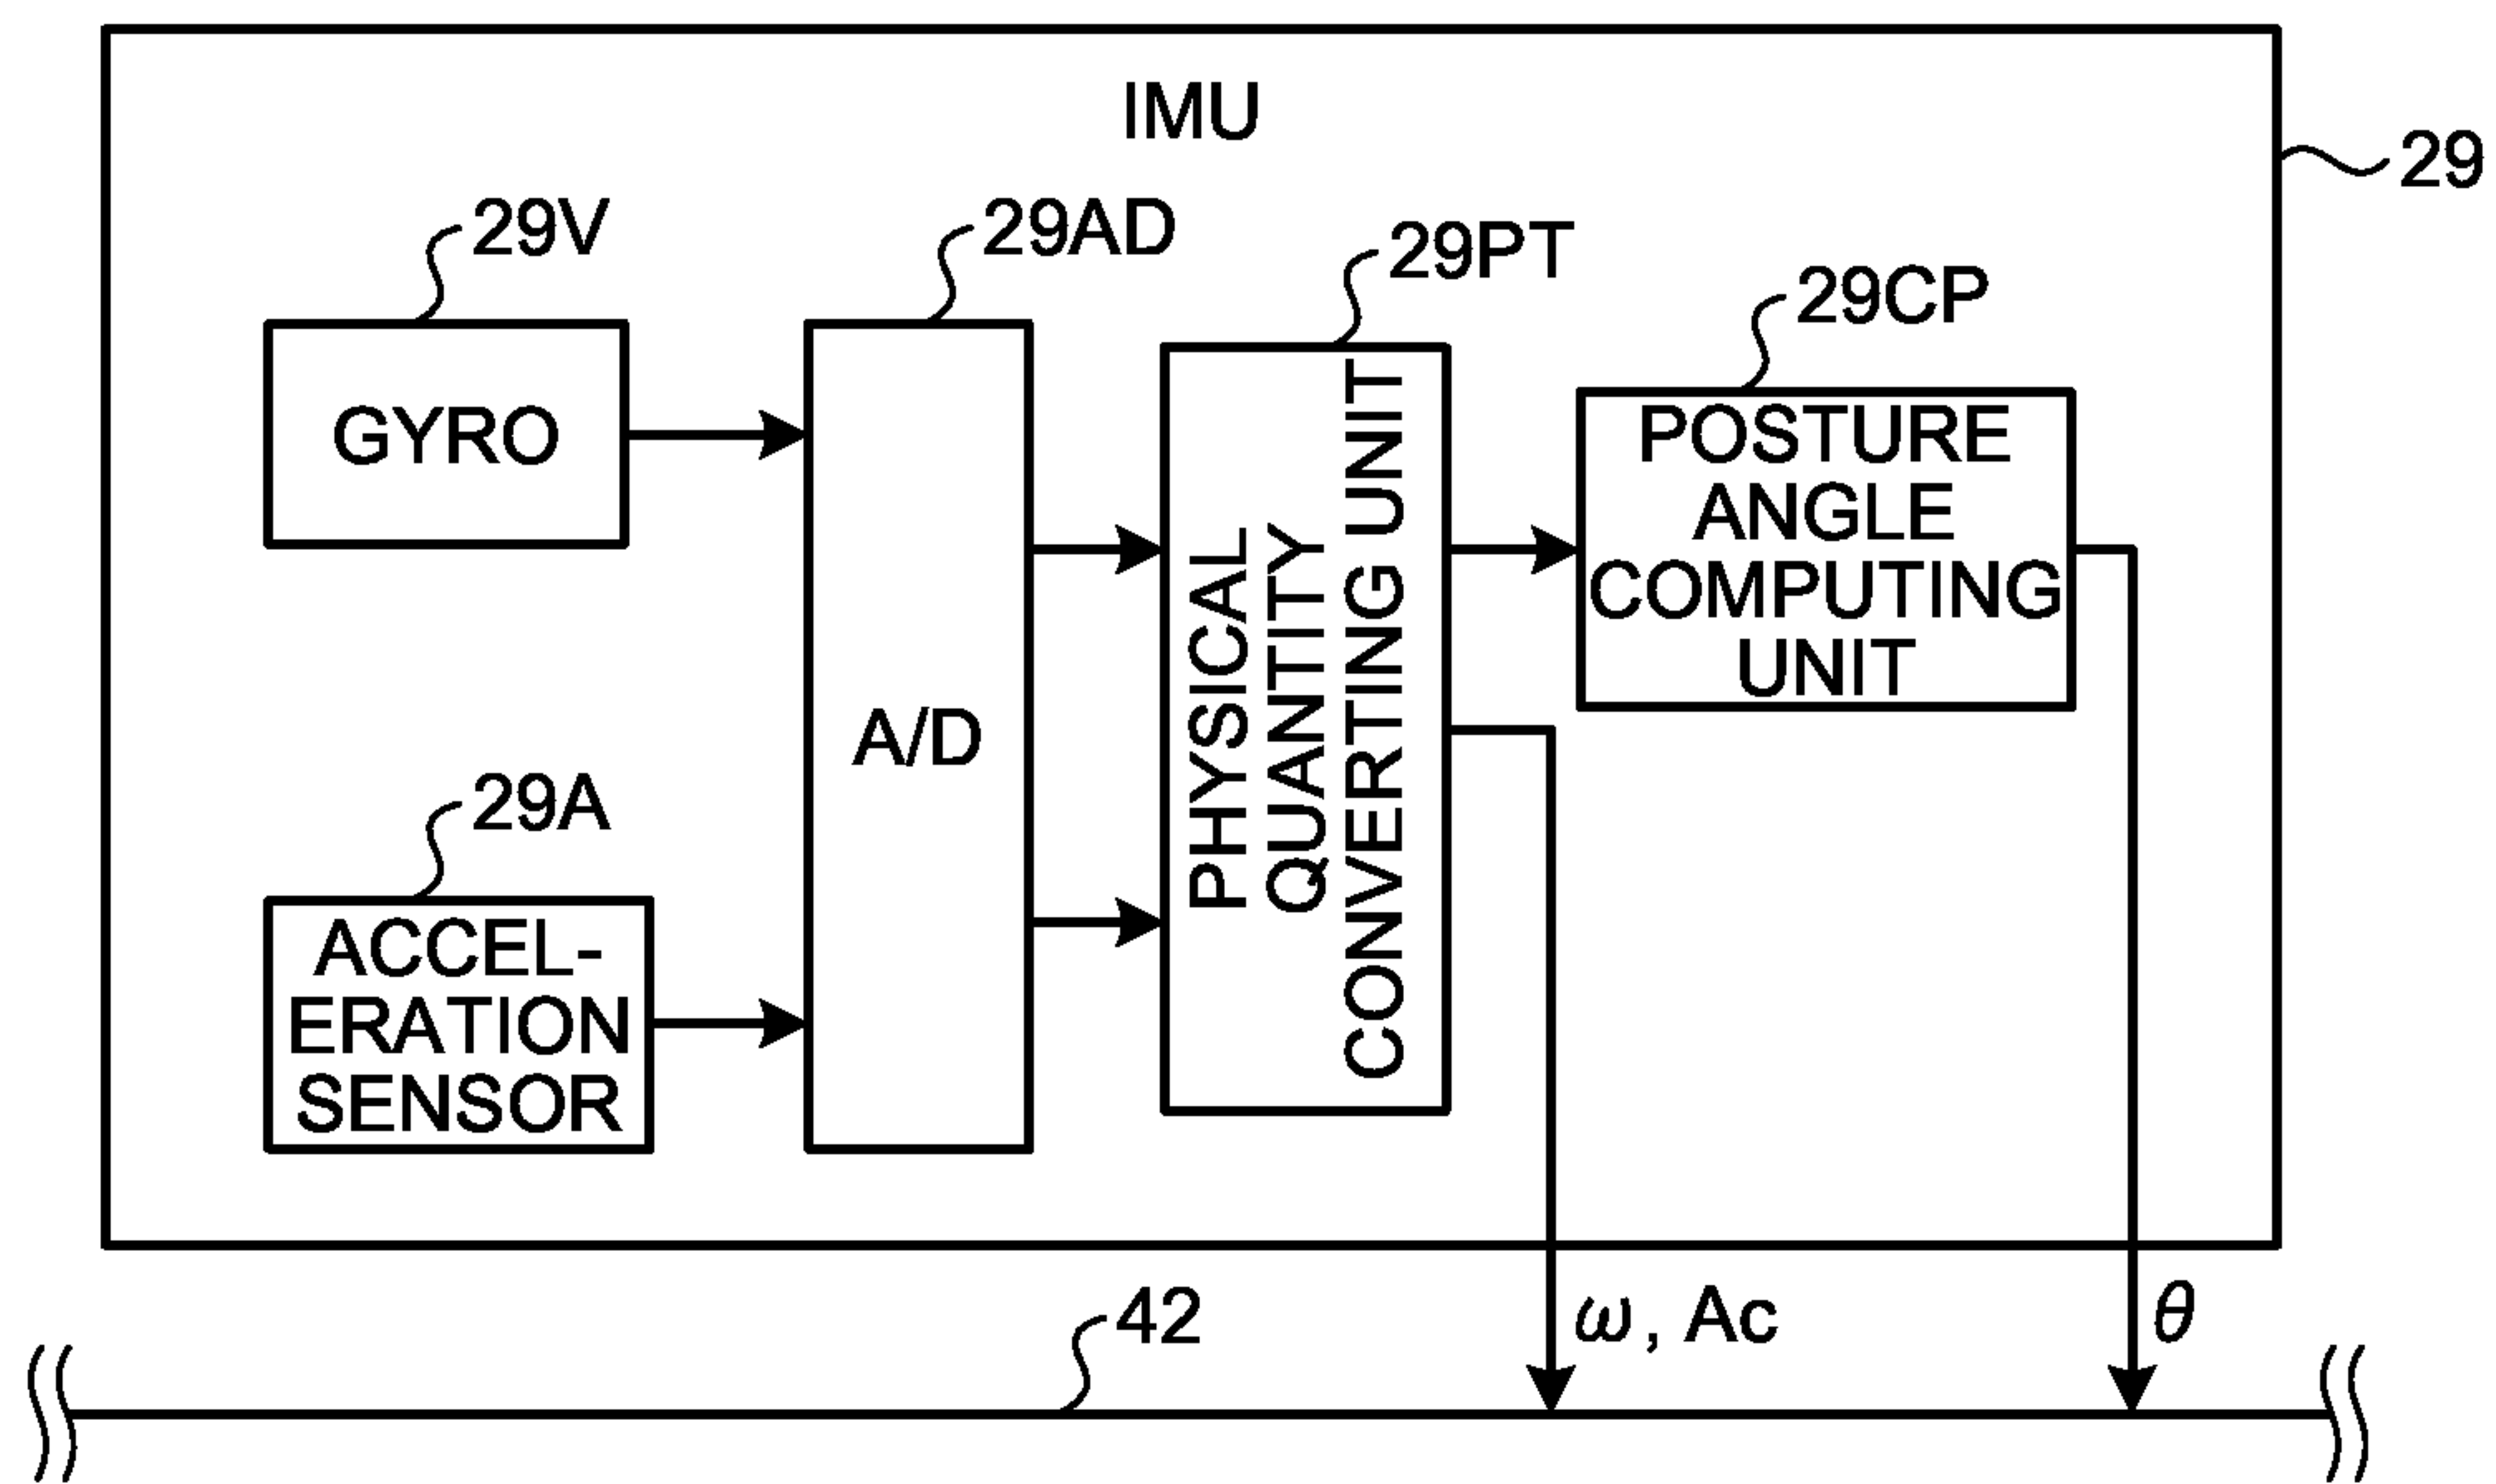 IMU
29
29V
29AD
29PT
29CP
GYRO
A/D
PHYSICAL
QUANTITY
CONVERTING UNIT
POSTURE
ANGLE
COMPUTING
UNIT
29A
ACCEL-
ERATION
SENSOR
42
ω, Ac
θ